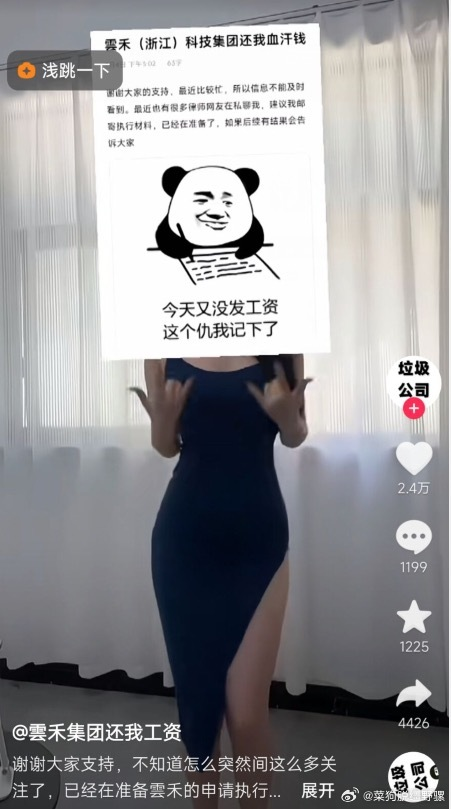 雲禾（浙江）科技集团还我血汗钱
浅跳一下
日 下午5:02 63字
谢谢大家的支持，最近比较忙，所以信息不能及时
看到。最近也有很多律师网友在私聊我，建议我邮
寄执行材料，已经在准备了，如果后续有结果会告
诉大家
今天又没发工资
这个仇我记下了
垃圾
公司
2.4万
1199
1225
4426
@雲禾集团还我工资
谢谢大家支持，不知道怎么突然间这么多关
注了，已经在准备雲禾的申请执行... 展开